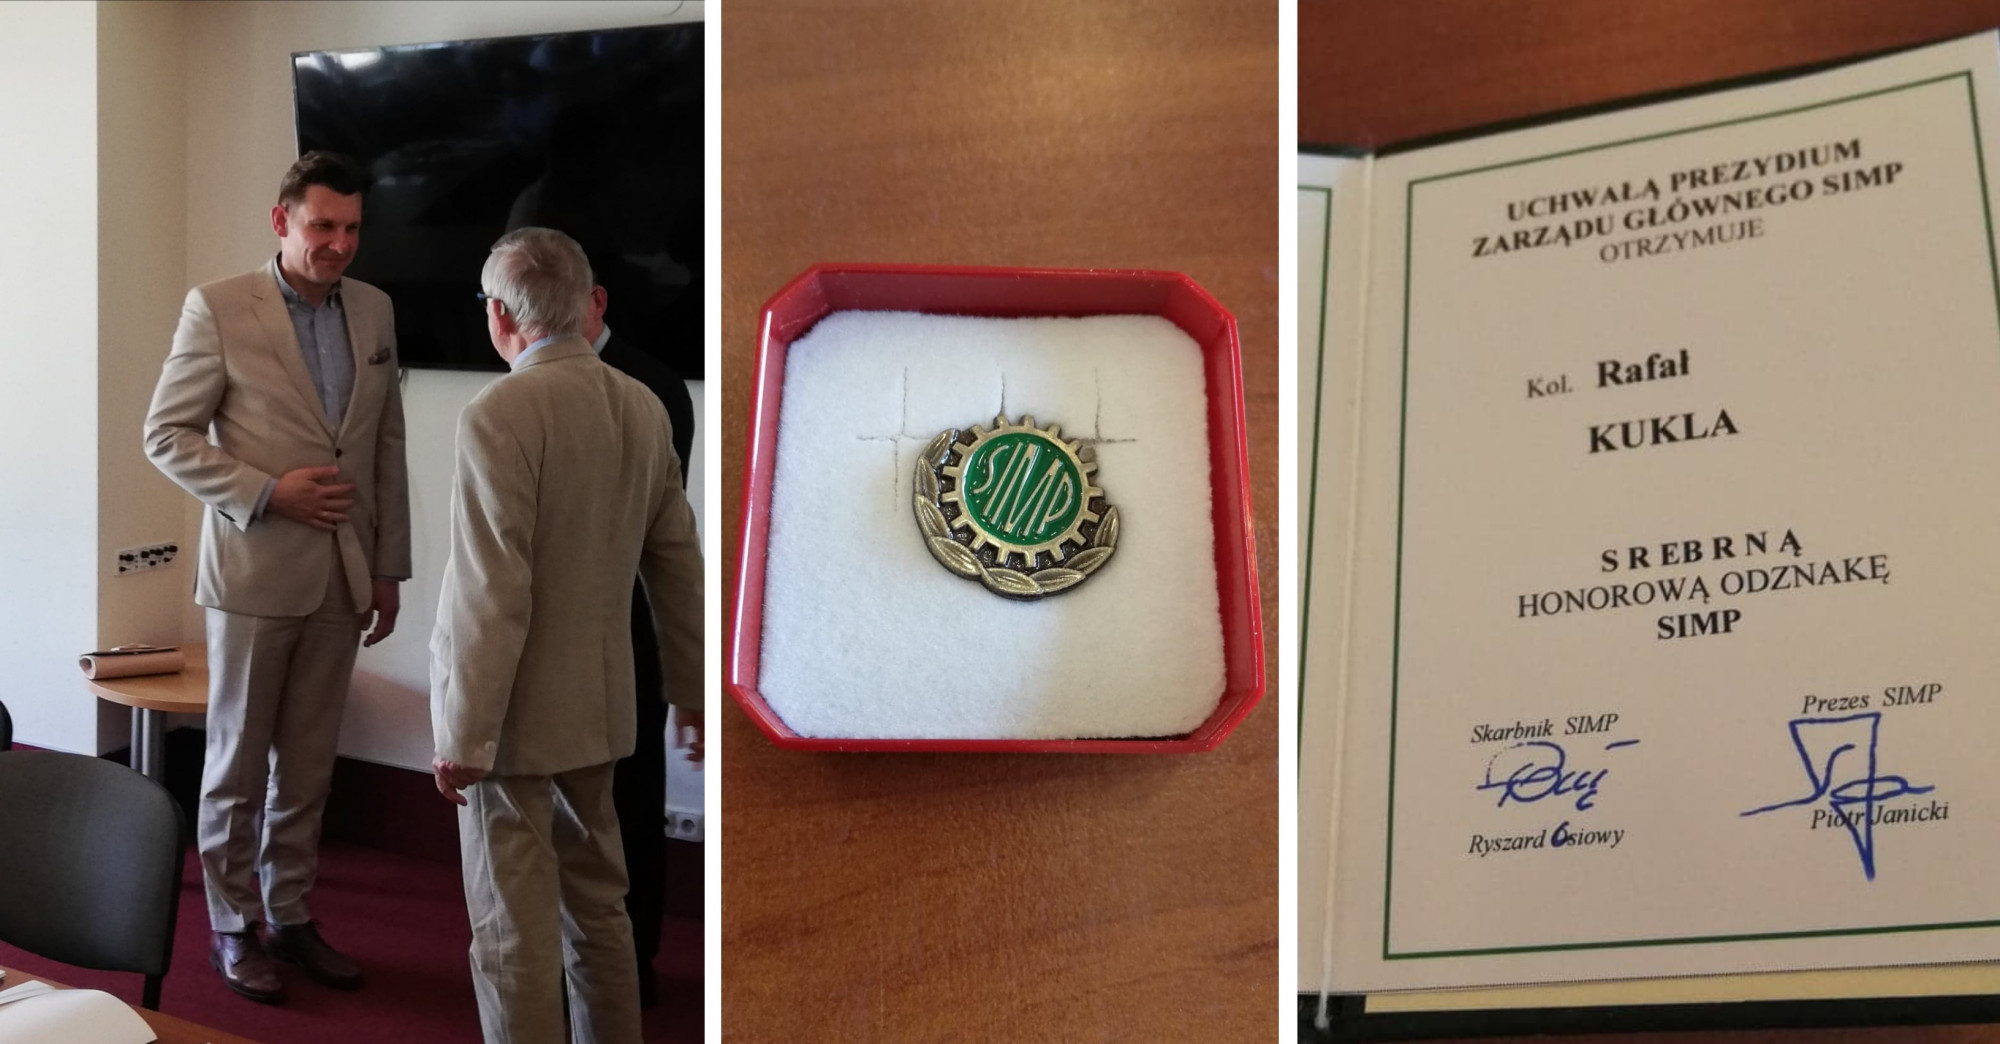 SIMP
UCHWAŁĄ PREZYDIUM
ZARZĄDU GŁÓWNEGO SIMP
OTRZYMUJE
Kol. Rafał
KUKLA
SREBRNĄ
HONOROWĄ ODZNAKĘ
SIMP
Skarbnik SIMP
Ryszard Osiowy
Prezes SIMP
Piotr Janicki